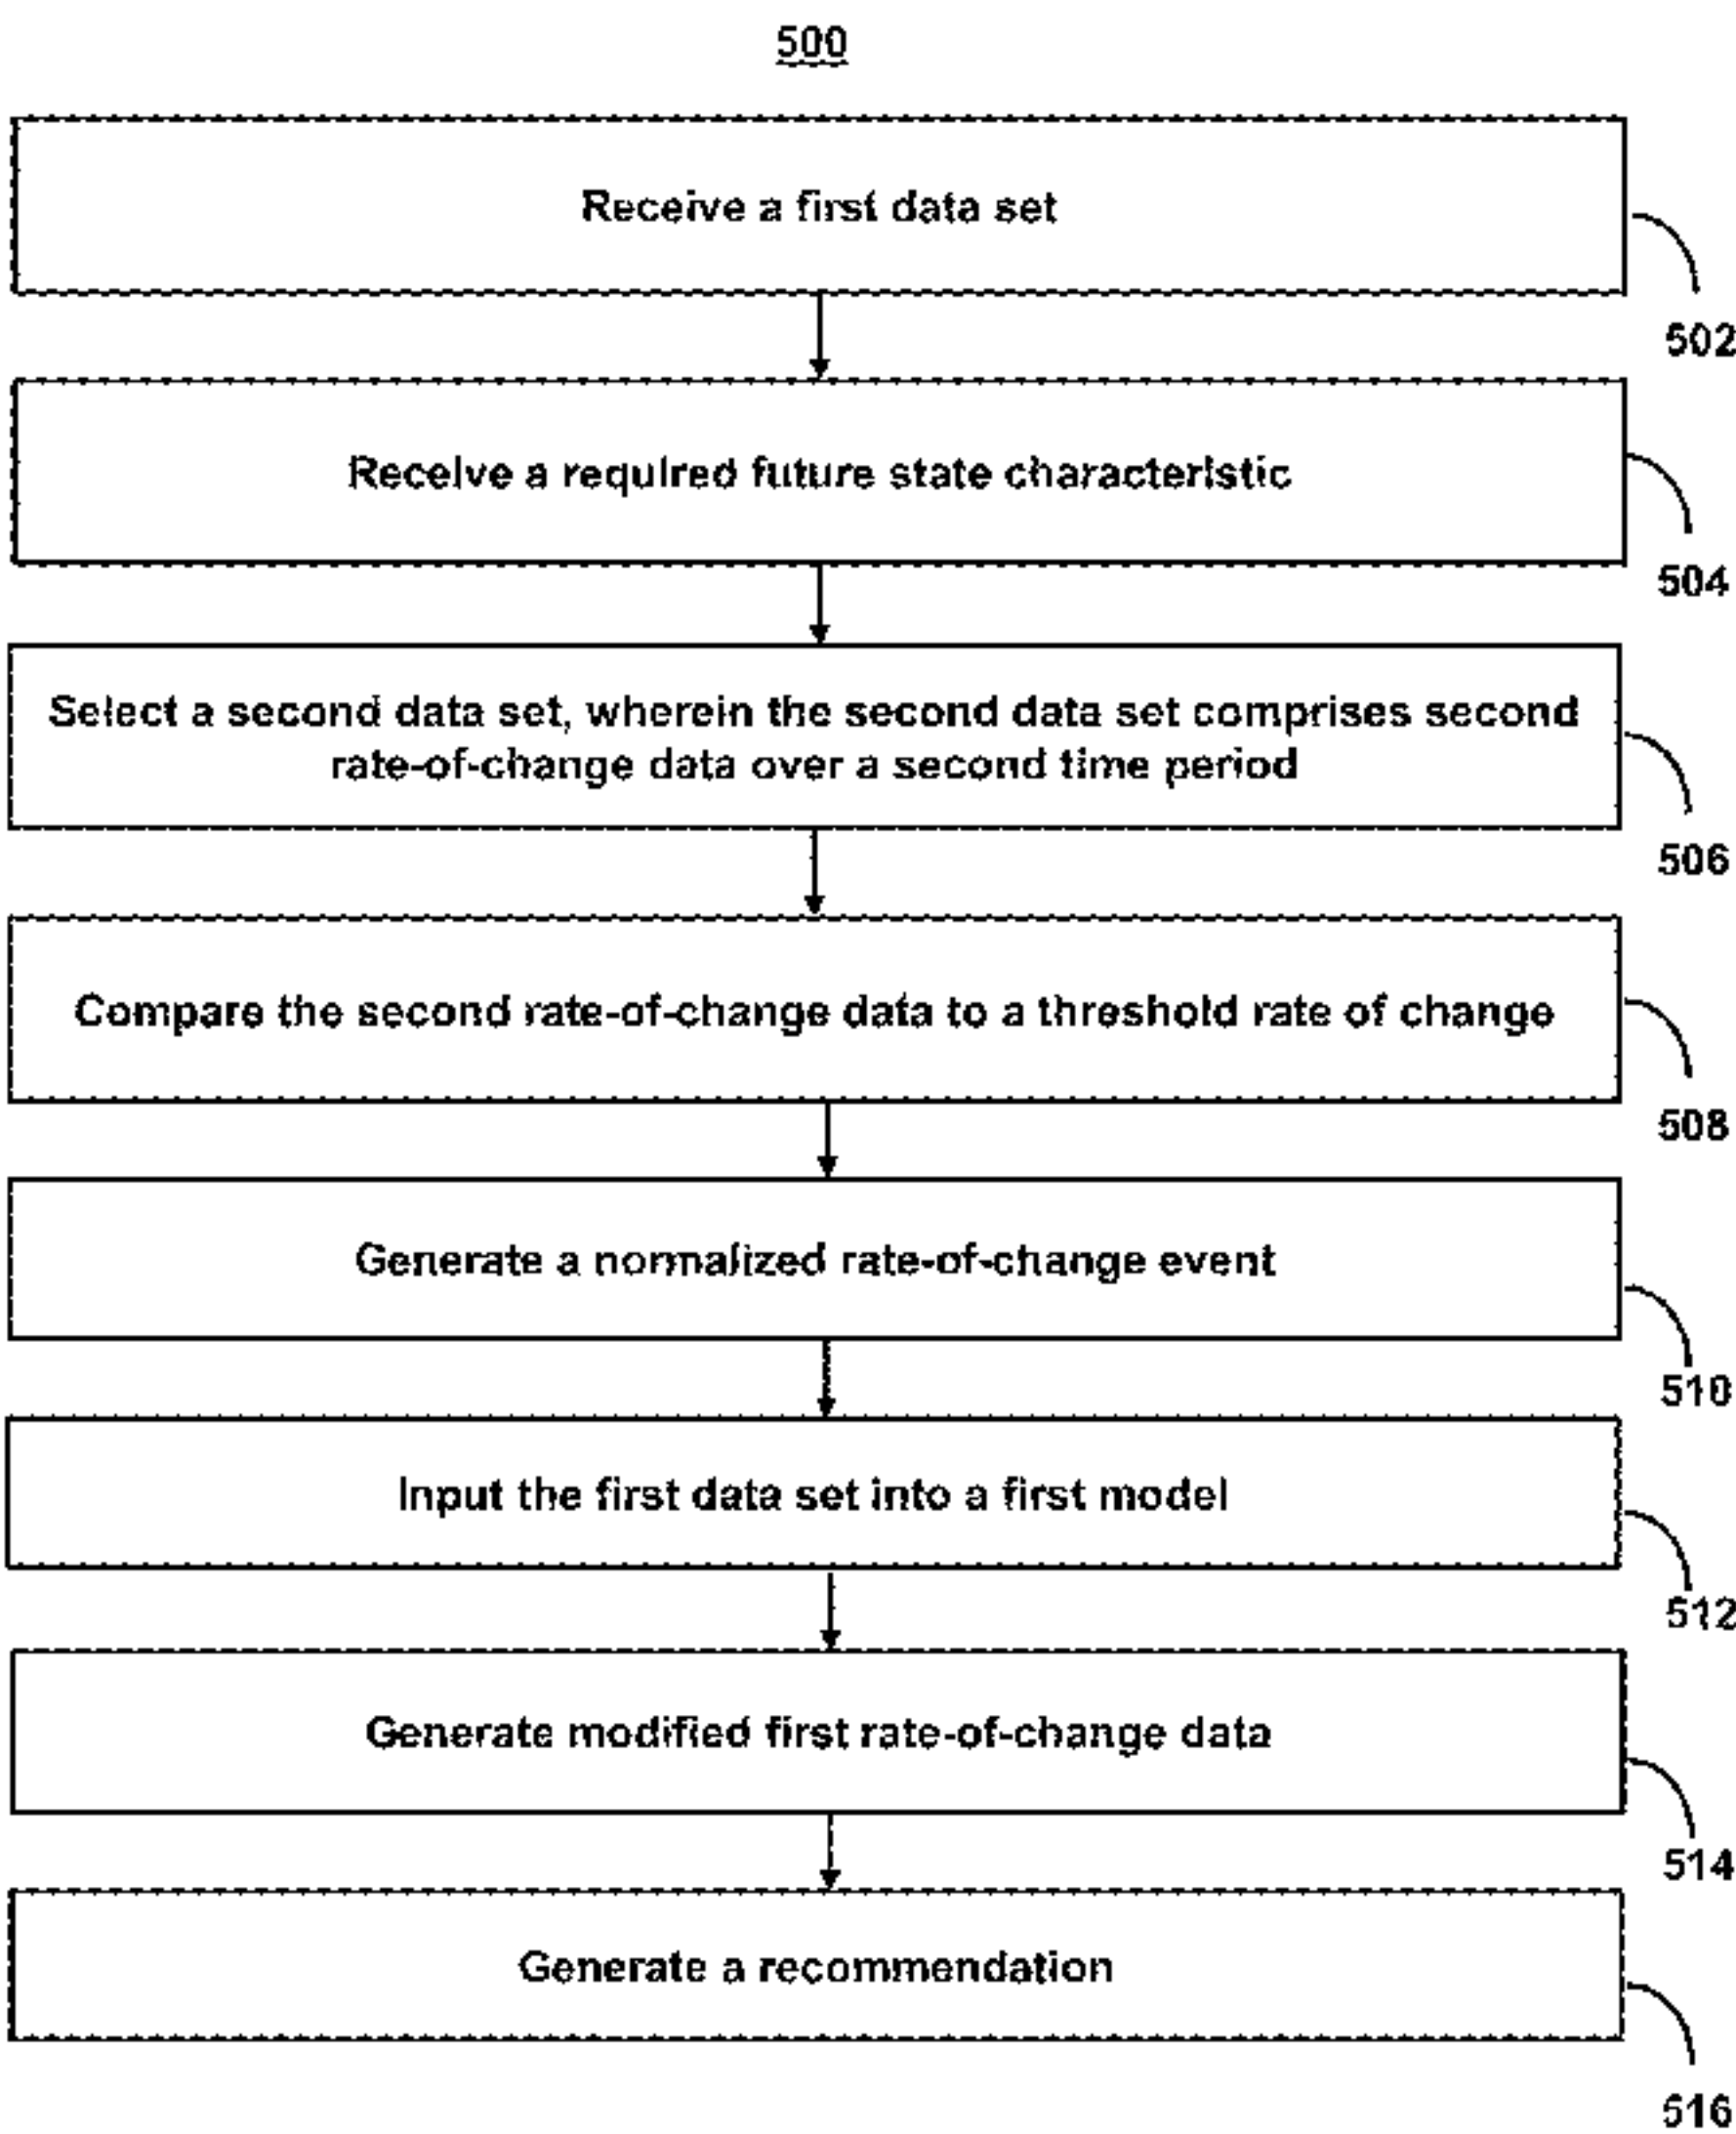 500
Receive a first data set
502
Receive a required future state characteristic
504
Select a second data set, wherein the second data set comprises second
rate-of-change data over a second time period
506
Compare the second rate-of-change data to a threshold rate of change
508
Generate a normalized rate-of-change event
510
Input the first data set into a first model
512
Generate modified first rate-of-change data
514
Generate a recommendation
516